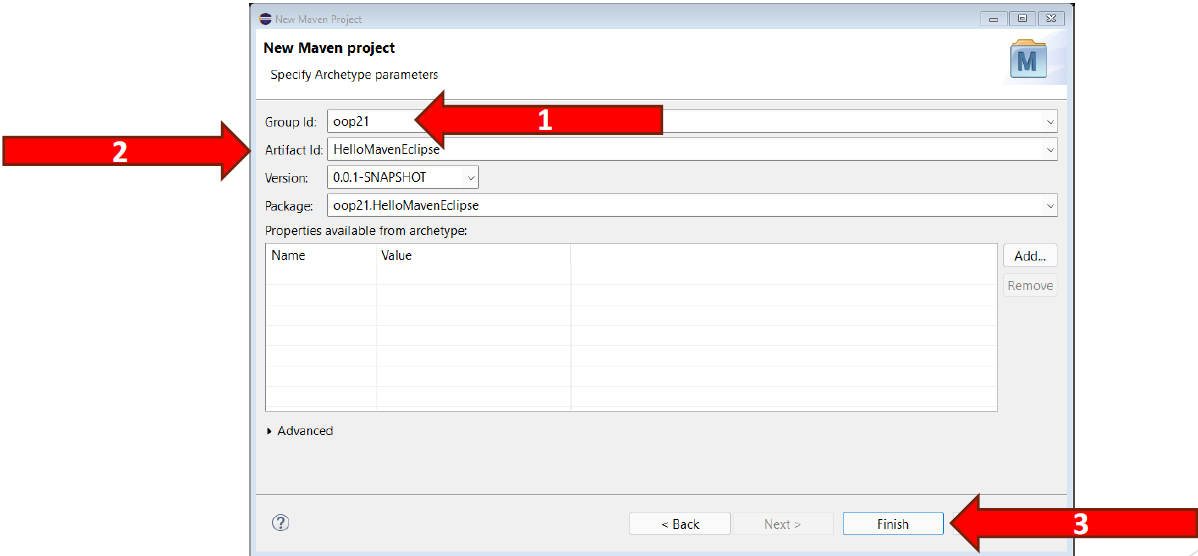 New Maven Project
New Maven project
Specify Archetype parameters
M
Group Id: oop21
1
2
Artifact Id: HelloMavenEclipse
Version: 0.0.1-SNAPSHOT
Package: oop21.HelloMavenEclipse
Properties available from archetype:
Name Value
Add...
Remove
Advanced
? < Back Next > Finish
3